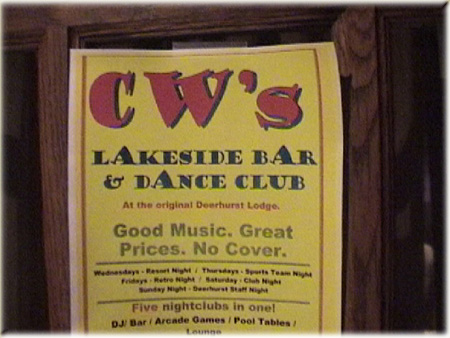 CW's
LAKESIDE BAR
& DANCE CLUB
At the original Deerhurst Lodge.
Good Music. Great
Prices. No Cover.
Wednesdays - Resort Night / Thursdays - Sports Team Night
Fridays - Retro Night / Saturday - Club Night
Sunday Night - Deerhurst Staff Night
Five nightclubs in one!
DJ/ Bar / Arcade Games / Pool Tables /
Lounge